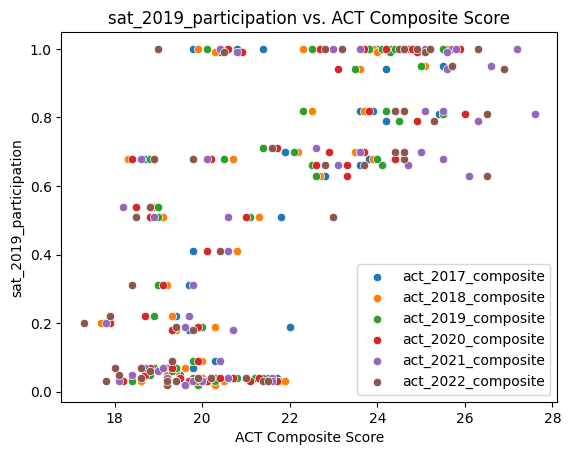 sat_2019_participation vs. ACT Composite Score
sat_2019_participation
1.0
0.8
0.6
0.4
0.2
0.0
18
20
22
24
26
28
ACT Composite Score
act_2017_composite
act_2018_composite
act_2019_composite
act_2020_composite
act_2021_composite
act_2022_composite